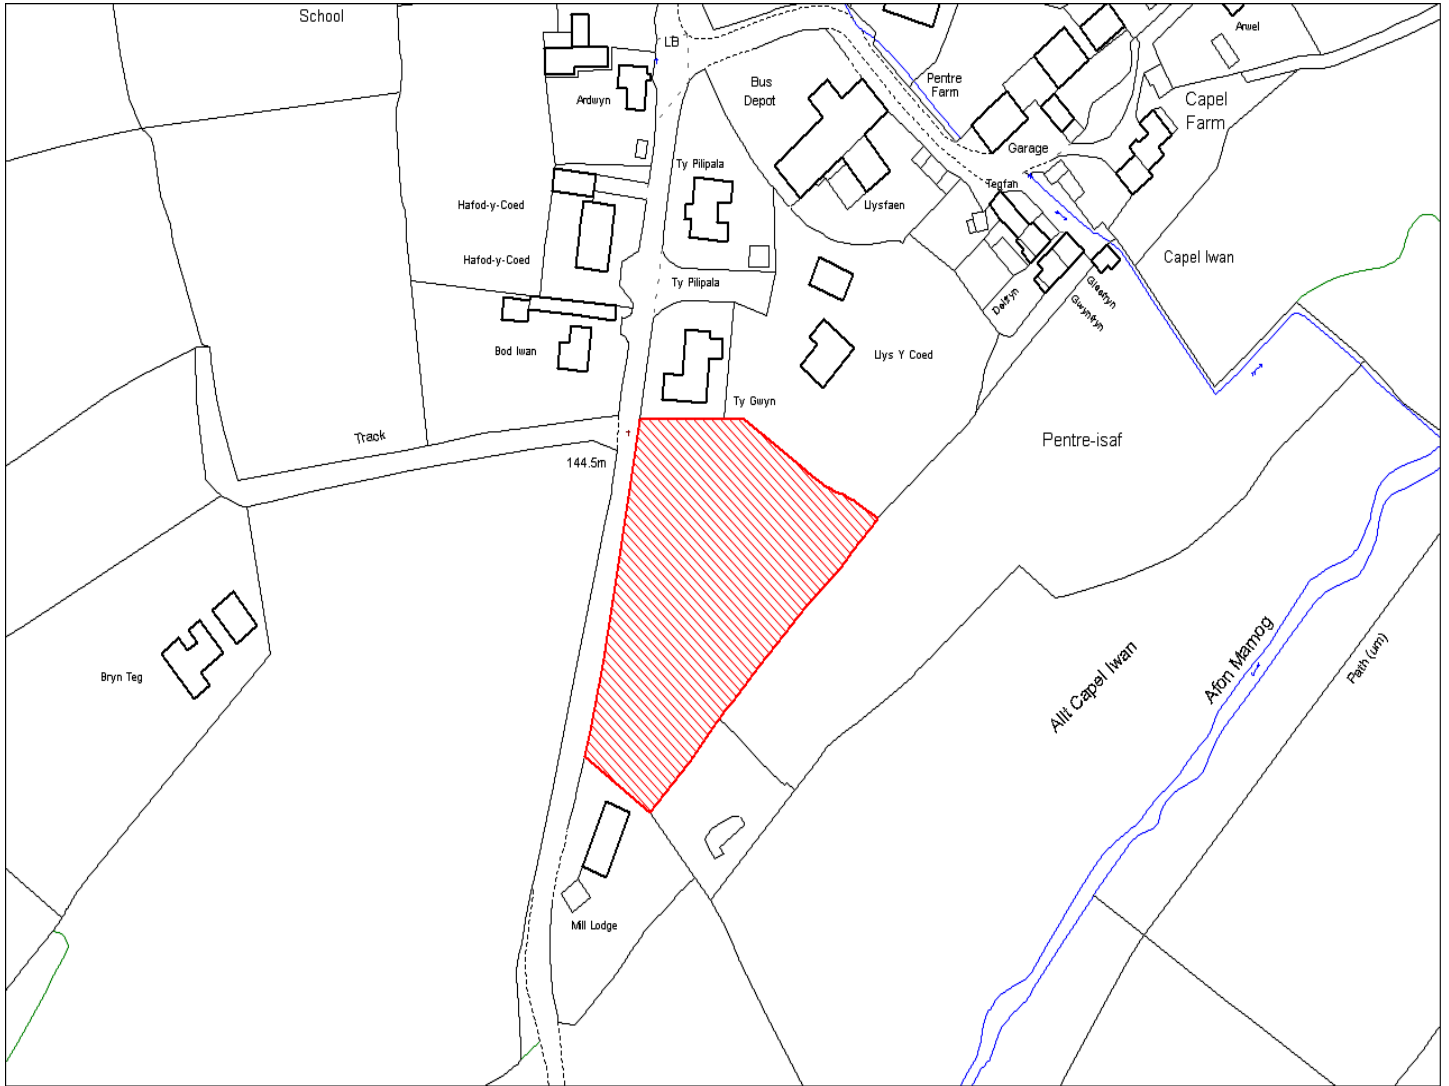 School
LB
Arwel
Bus
Depot
Pentre
Farm
Capel
Farm
Ardwyn
Garage
Ty Pilipala
Tegfan
Hafod-y-Coed
Llysfaen
Hafod-y-Coed
Capel Iwan
Ty Pilipala
Delfryn
Glasfryn
Gwynfryn
Bod Iwan
Llys Y Coed
Ty Gwyn
Track
Pentre-isaf
144.5m
Bryn Teg
Allt Capel Iwan
Afon Mamog
Path (um)
Mill Lodge